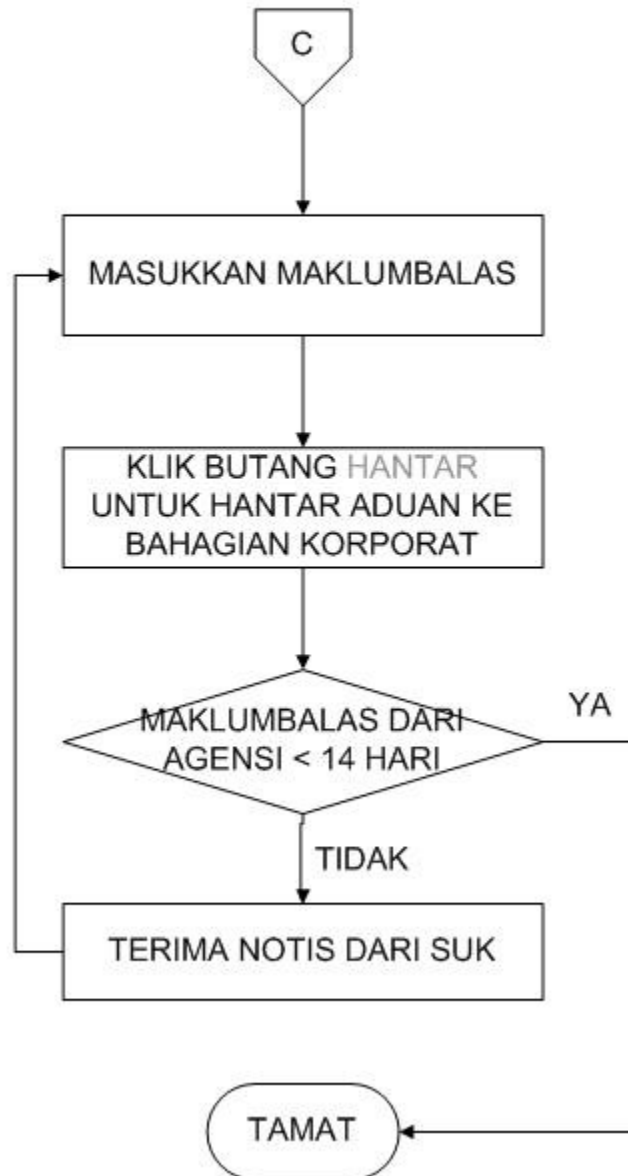 C
MASUKKAN MAKLUMBALAS
KLIK BUTANG HANTAR
UNTUK HANTAR ADUAN KE
BAHAGIAN KORPORAT
MAKLUMBALAS DARI
AGENSI < 14 HARI
YA
TIDAK
TERIMA NOTIS DARI SUK
TAMAT